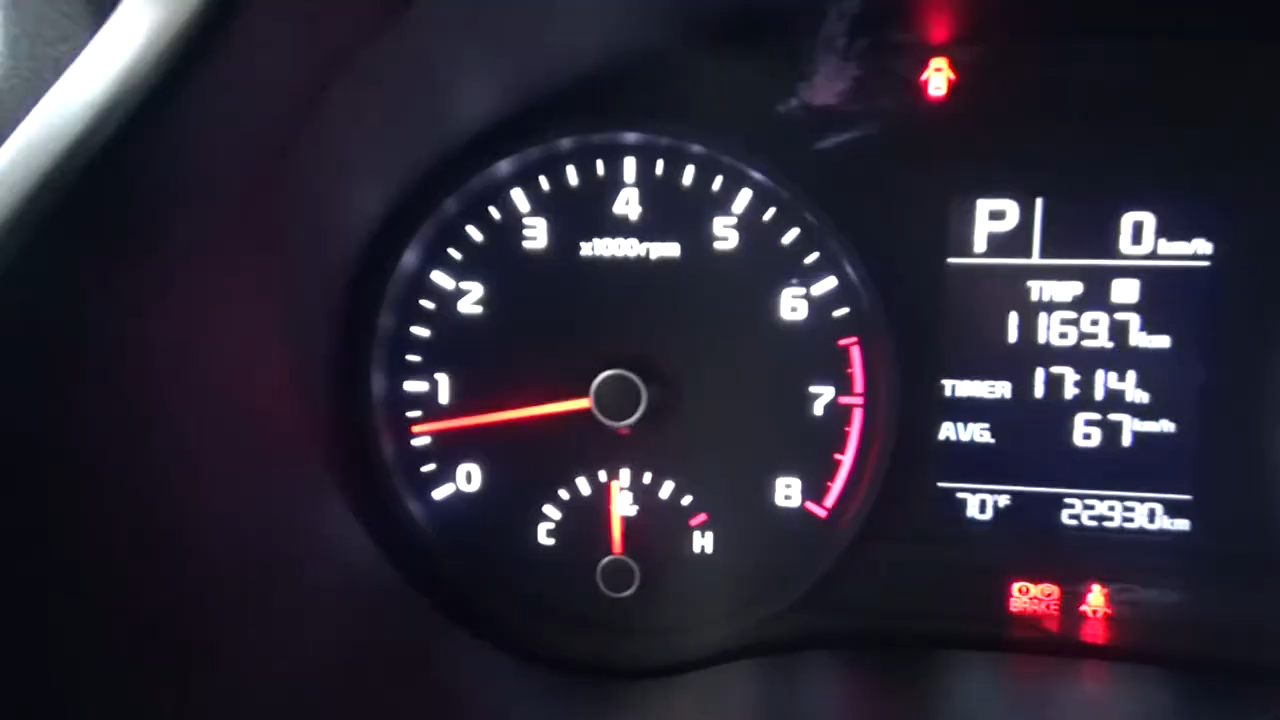 4
3 5
x1000rpm
2 6
1 7
0 8
C H
P 0 km/h
TRIP
1169.7 km
TIMER 17:14 h
AVG. 67 km/h
70°F 22930 km
BRAKE